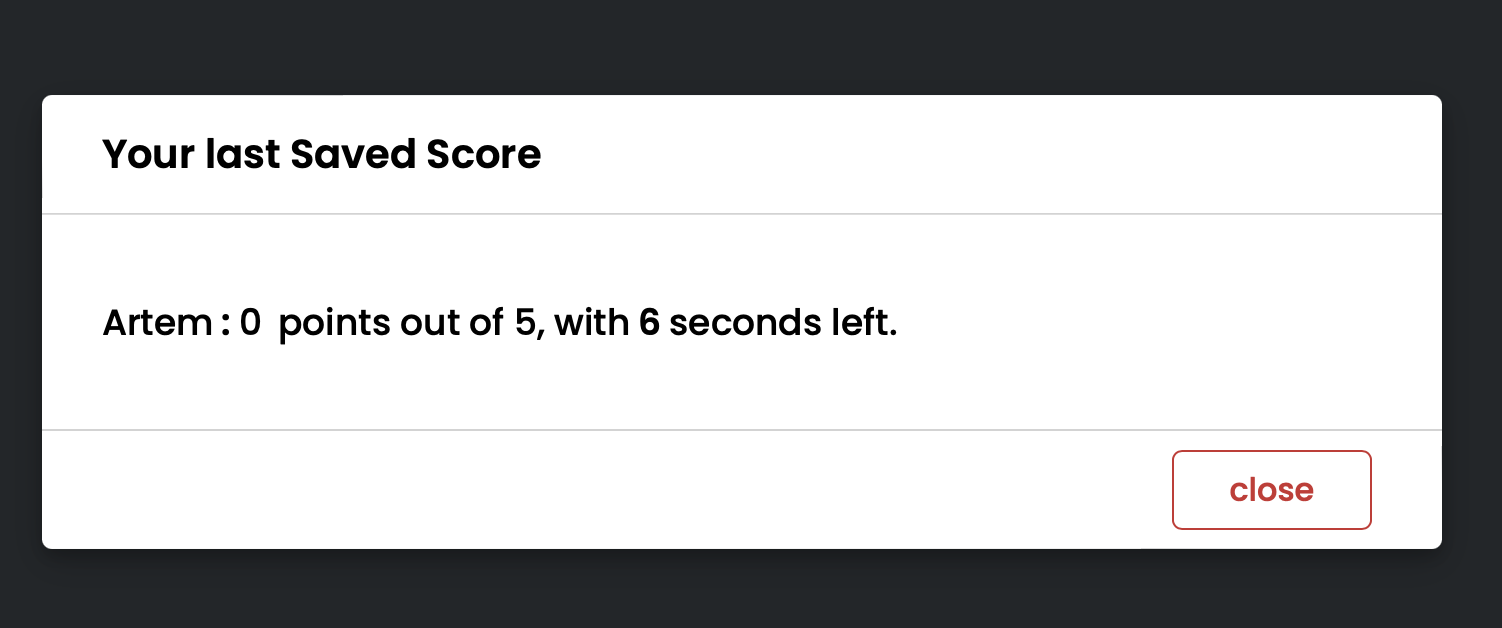 Your last Saved Score
Artem : 0 points out of 5, with 6 seconds left.
close